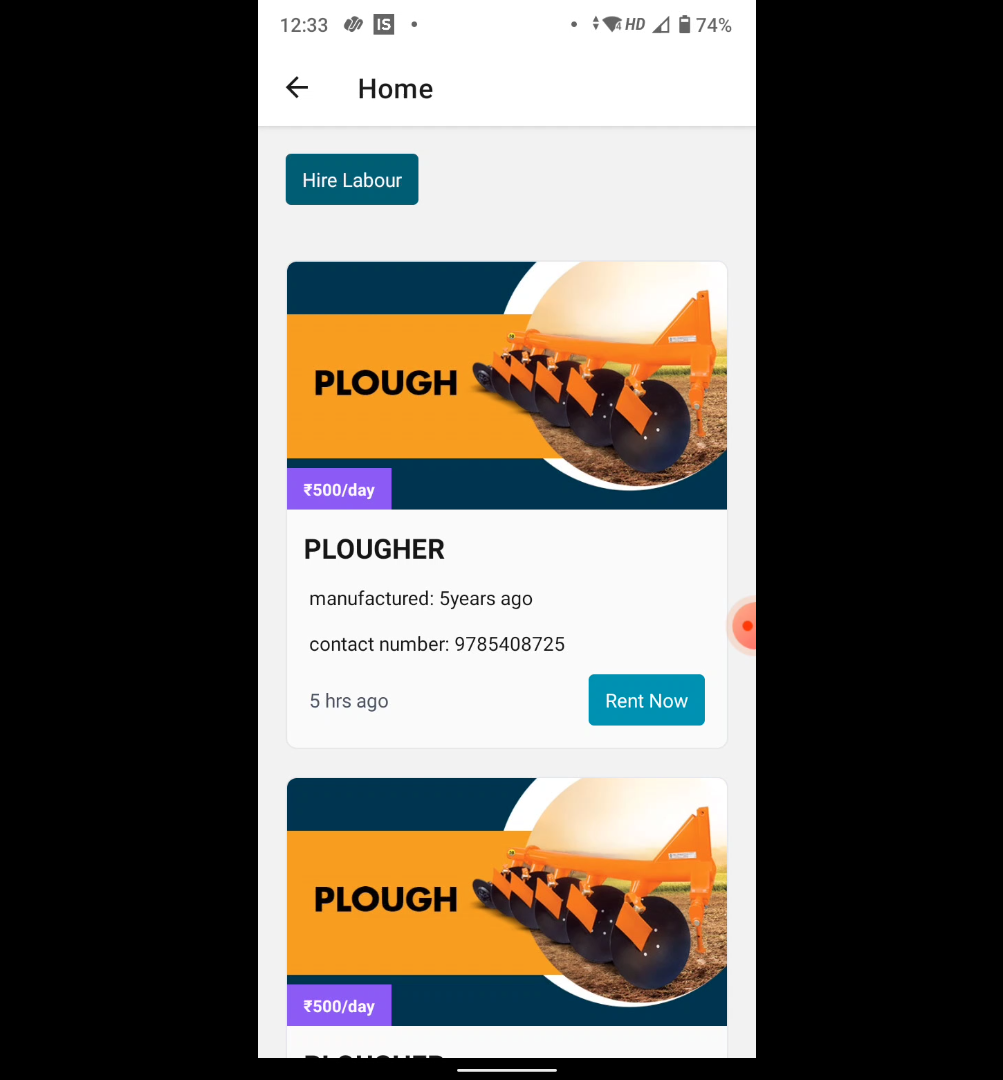 12:33 IS HD 74%
Home
Hire Labour
PLOUGH
₹500/day
PLOUGHER
manufactured: 5years ago
contact number: 9785408725
5 hrs ago Rent Now
PLOUGH
₹500/day
PLOUGHER